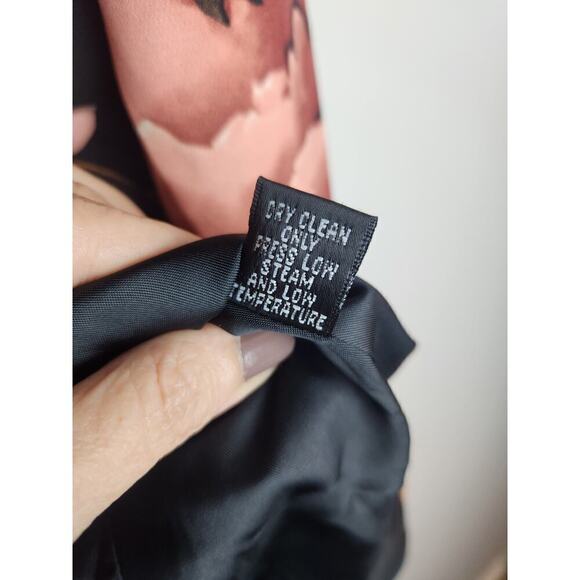 DRY CLEAN
ONLY
PRESS LOW
STEAM
AND LOW
TEMPERATURE